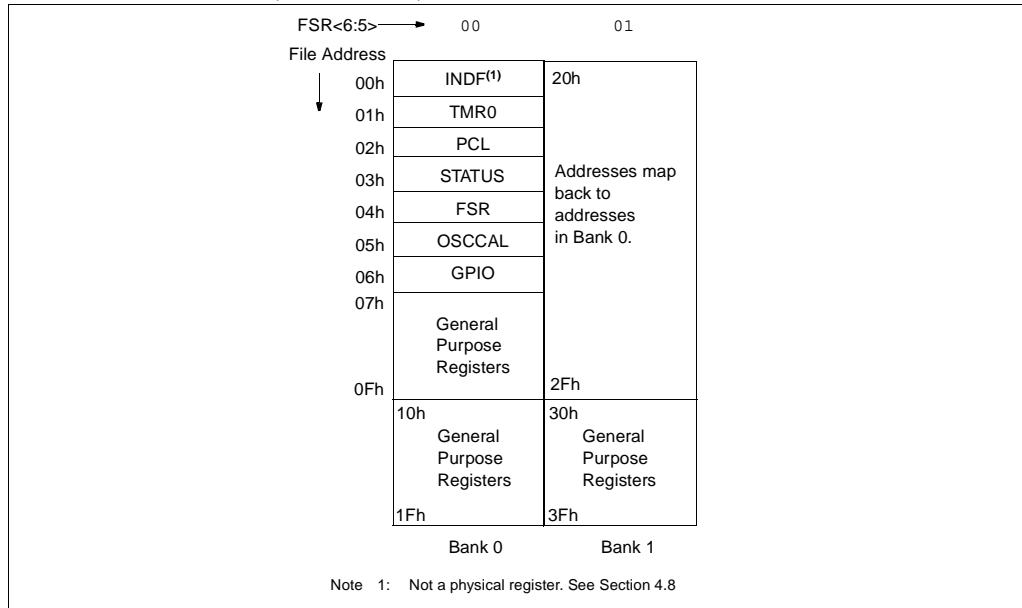 FSR<6:5> 00 01
File Address
00h INDF(1) 20h
01h TMR0
02h PCL
03h STATUS
04h FSR
05h OSCCAL
06h GPIO
07h
General
Purpose
Registers
0Fh
Addresses map
back to
addresses
in Bank 0.
2Fh
10h
General
Purpose
Registers
1Fh
30h
General
Purpose
Registers
3Fh
Bank 0 Bank 1
Note 1: Not a physical register. See Section 4.8